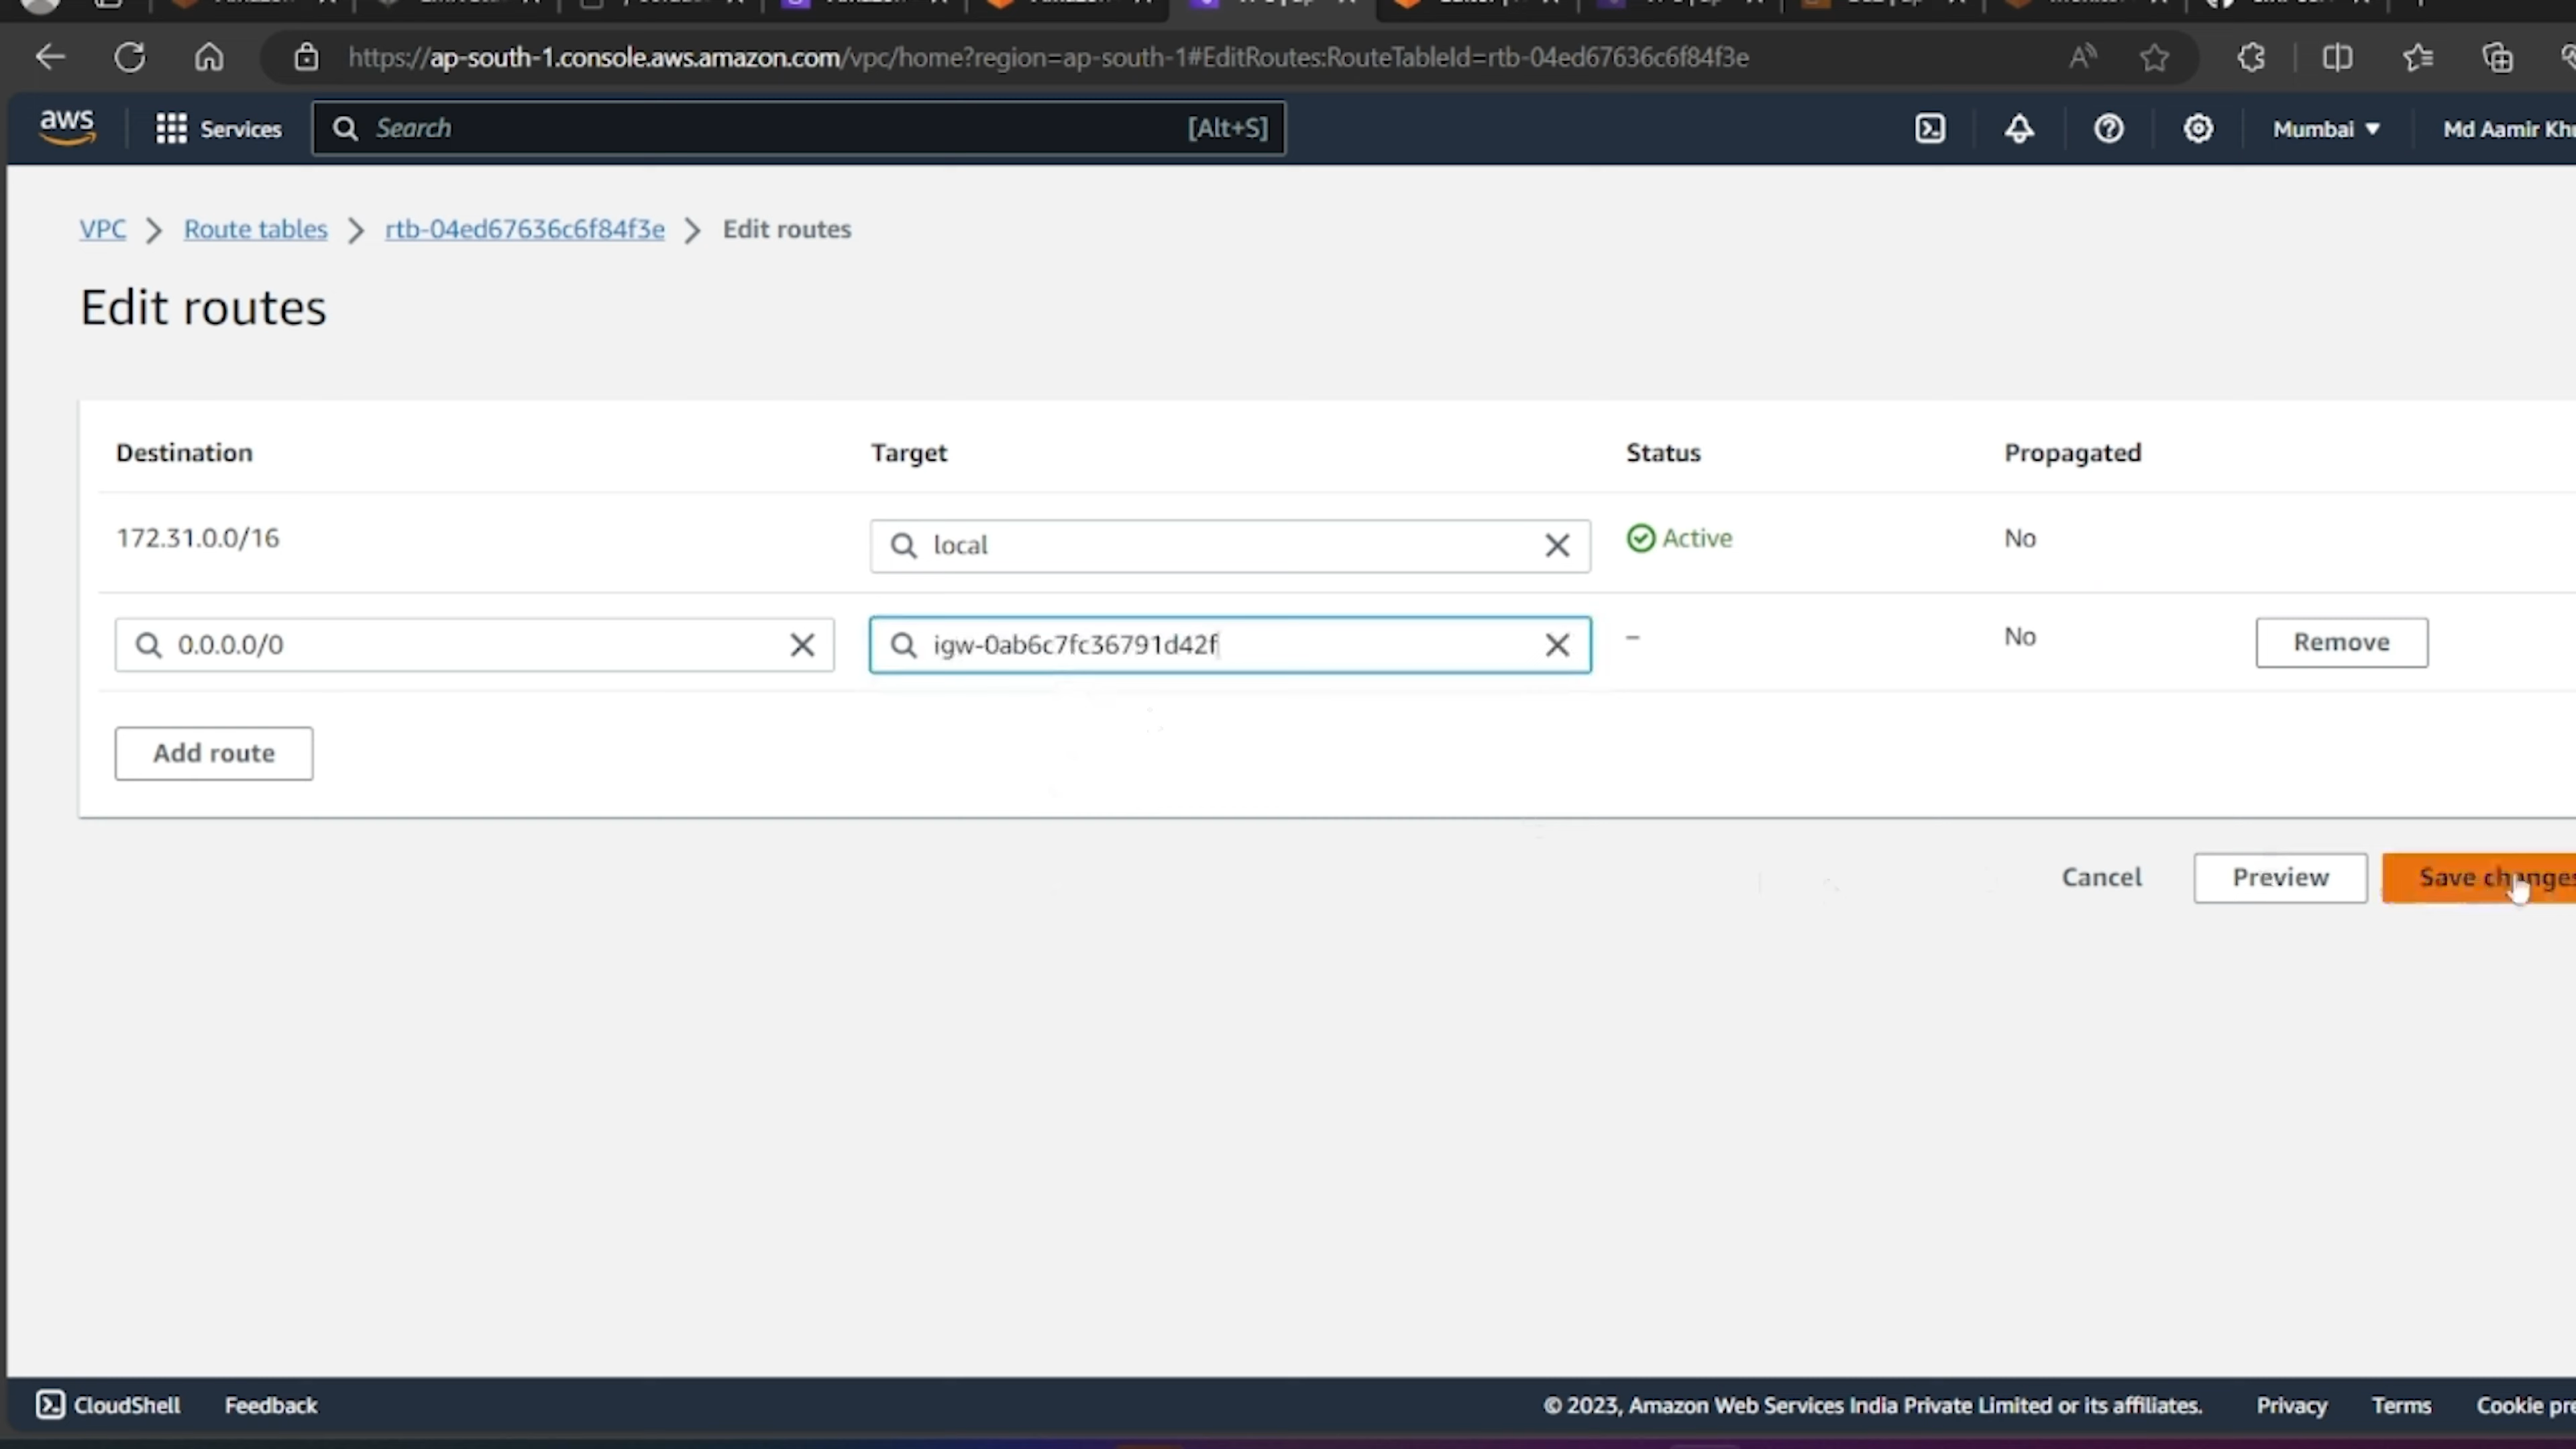 https://ap-south-1.console.aws.amazon.com/vpc/home?region=ap-south-1#EditRoutes:RouteTableId=rtb-04ed67636c6f84f3e
aws
Services
Search
[Alt+S]
Mumbai
Md Aamir
VPC
Route tables
rtb-04ed67636c6f84f3e
Edit routes
Edit routes
Destination
Target
Status
Propagated
172.31.0.0/16
local
Active
No
0.0.0.0/0
igw-0ab6c7fc36791d42f
–
No
Remove
Add route
Cancel
Preview
Save changes
CloudShell
Feedback
© 2023, Amazon Web Services India Private Limited or its affiliates.
Privacy
Terms
Cookie